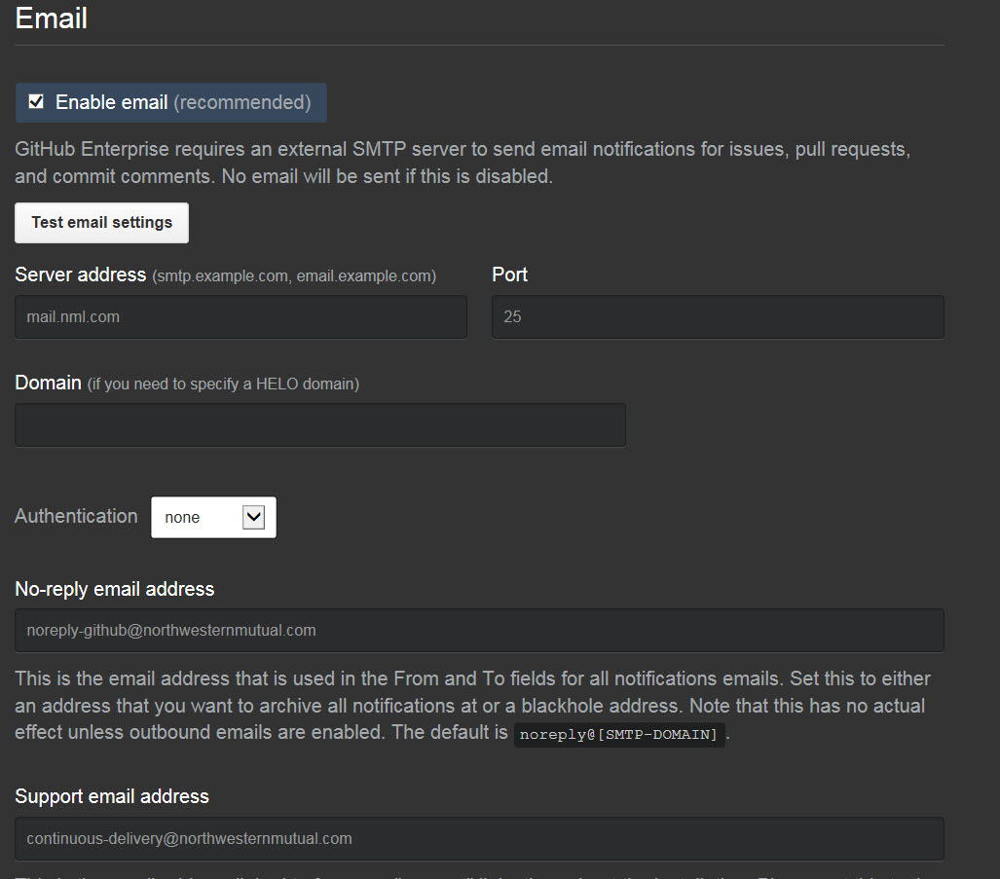 Email
Enable email (recommended)
GitHub Enterprise requires an external SMTP server to send email notifications for issues, pull requests,
and commit comments. No email will be sent if this is disabled.
Test email settings
Server address (smtp.example.com, email.example.com)
Port
mail.nml.com
25
Domain (if you need to specify a HELO domain)
Authentication
none
No-reply email address
noreply-github@northwesternmutual.com
This is the email address that is used in the From and To fields for all notifications emails. Set this to either
an address that you want to archive all notifications at or a blackhole address. Note that this has no actual
effect unless outbound emails are enabled. The default is noreply@[SMTP-DOMAIN].
Support email address
continuous-delivery@northwesternmutual.com